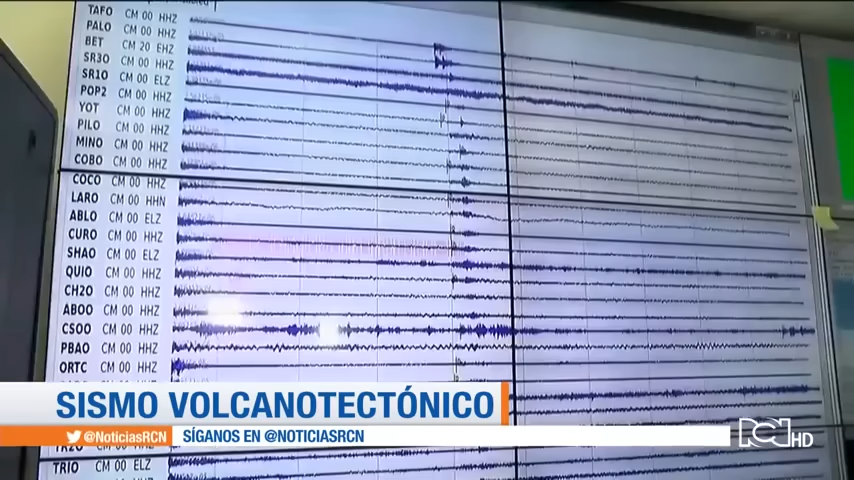 TAFO CM 00 HHZ
PALO CM 00 HHZ
BET CM 20 EHZ
SR30 CM 00 HHZ
SR10 CM 00 ELZ
POP2 CM 00 HHZ
YOT CM 00 HHZ
PILO CM 00 HHZ
MINO CM 00 HHZ
COBO CM 00 HHZ
COCO CM 00 HHZ
LARO CM 00 HHN
ABLO CM 00 ELZ
CURO CM 00 HHZ
SHAO CM 00 ELZ
QUIO CM 00 HHZ
CH2O CM 00 HHZ
ABOO CM 00 HHZ
CSOO CM 00 HHZ
PBAO CM 00 HHZ
ORTC CM 00 HHZ
SISMO VOLCANOTECTÓNICO
@NoticiasRCN SÍGANOS EN @NOTICIASRCN
RCN HD
TRIO CM 00 ELZ